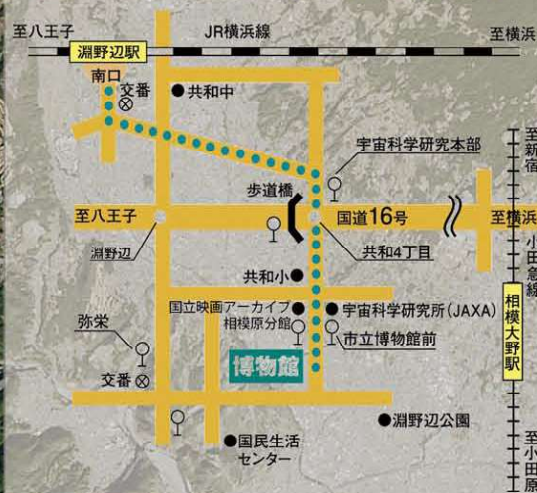 至八王子
JR横浜線
至横浜
淵野辺駅
南口
交番
共和中
至新宿
宇宙科学研究本部
歩道橋
至八王子
国道16号
至横浜
淵野辺
共和4丁目
小田急線
共和小
国立映画アーカイブ
相模原分館
宇宙科学研究所(JAXA)
相模大野駅
弥栄
市立博物館前
博物館
交番
淵野辺公園
国民生活
センター
至小田原